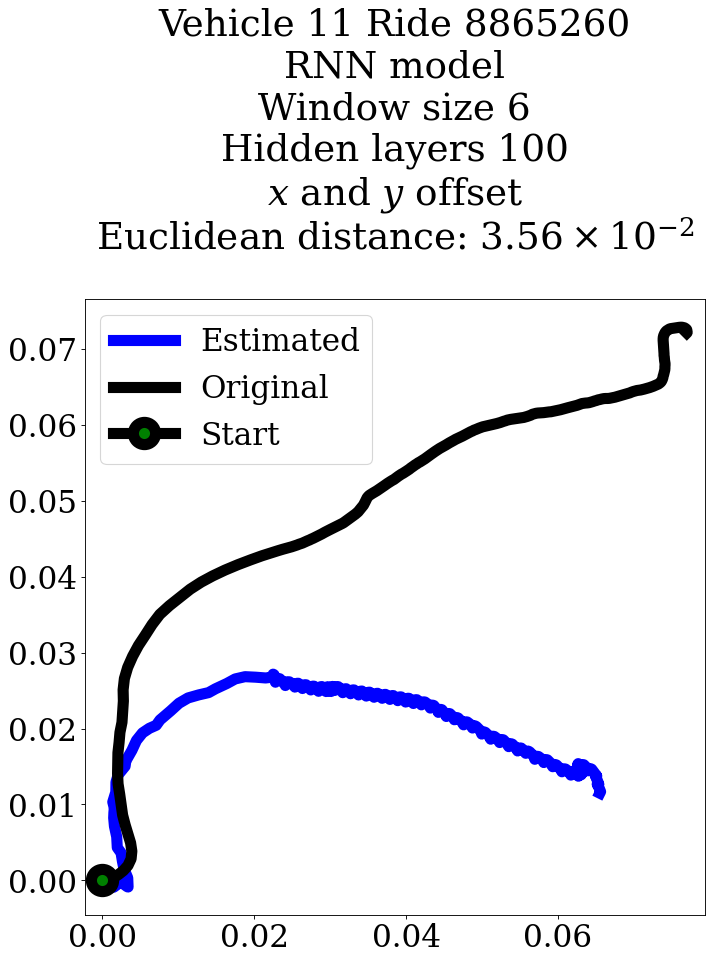 Vehicle 11 Ride 8865260
RNN model
Window size 6
Hidden layers 100
x and y offset
Euclidean distance: 3.56 × 10⁻²
Estimated
Original
Start
0.07
0.06
0.05
0.04
0.03
0.02
0.01
0.00
0.00 0.02 0.04 0.06